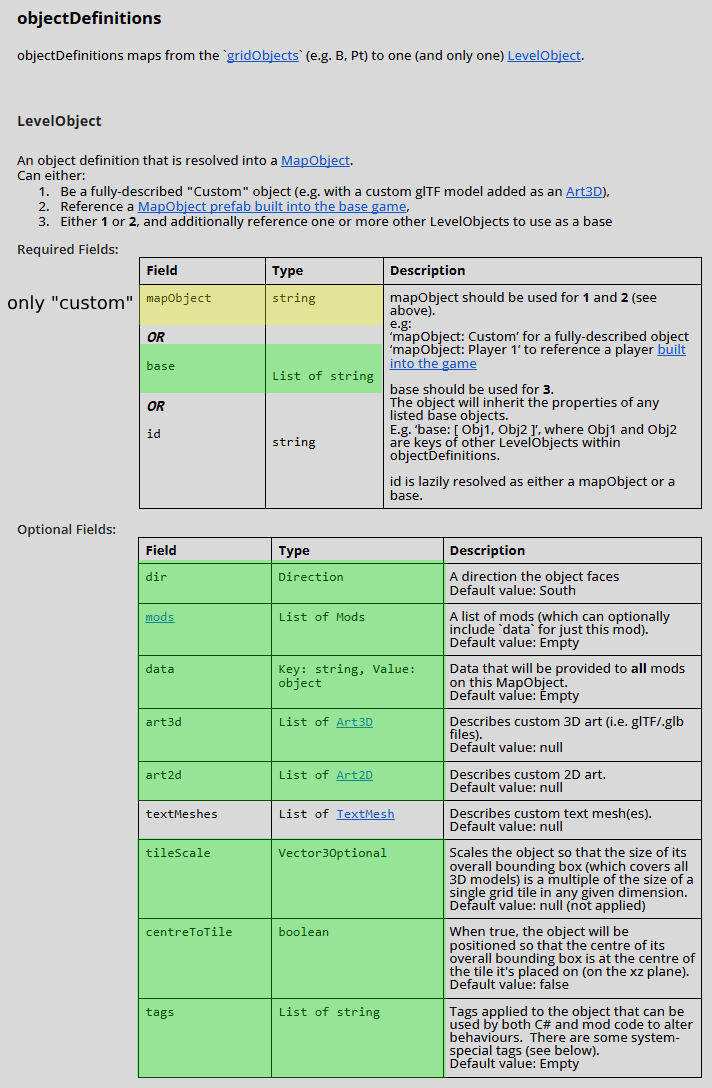 objectDefinitions
objectDefinitions maps from the `gridObjects` (e.g. B, Pt) to one (and only one) LevelObject.
LevelObject
An object definition that is resolved into a MapObject.
Can either:
1. Be a fully-described "Custom" object (e.g. with a custom glTF model added as an Art3D),
2. Reference a MapObject prefab built into the base game,
3. Either 1 or 2, and additionally reference one or more other LevelObjects to use as a base
Required Fields:
Field Type Description
only "custom"
mapObject string
mapObject should be used for 1 and 2 (see
above).
e.g:
OR
‘mapObject: Custom’ for a fully-described object
‘mapObject: Player 1’ to reference a player built
into the game
base List of string
base should be used for 3.
The object will inherit the properties of any
listed base objects.
OR
E.g. ‘base: [ Obj1, Obj2 ]’, where Obj1 and Obj2
are keys of other LevelObjects within
objectDefinitions.
id string
id is lazily resolved as either a mapObject or a
base.
Optional Fields:
Field Type Description
dir Direction A direction the object faces
Default value: South
mods List of Mods A list of mods (which can optionally
include `data` for just this mod).
Default value: Empty
data Key: string, Value: Data that will be provided to all mods
object on this MapObject.
Default value: Empty
art3d List of Art3D Describes custom 3D art (i.e. glTF/.glb
files).
Default value: null
art2d List of Art2D Describes custom 2D art.
Default value: null
textMeshes List of TextMesh Describes custom text mesh(es).
Default value: null
tileScale Vector3Optional Scales the object so that the size of its
overall bounding box (which covers all
3D models) is a multiple of the size of a
single grid tile in any given dimension.
Default value: null (not applied)
centreToTile boolean When true, the object will be
positioned so that the centre of its
overall bounding box is at the centre of
the tile it's placed on (on the xz plane).
Default value: false
tags List of string Tags applied to the object that can be
used by both C# and mod code to alter
behaviours. There are some system-
special tags (see below).
Default value: Empty